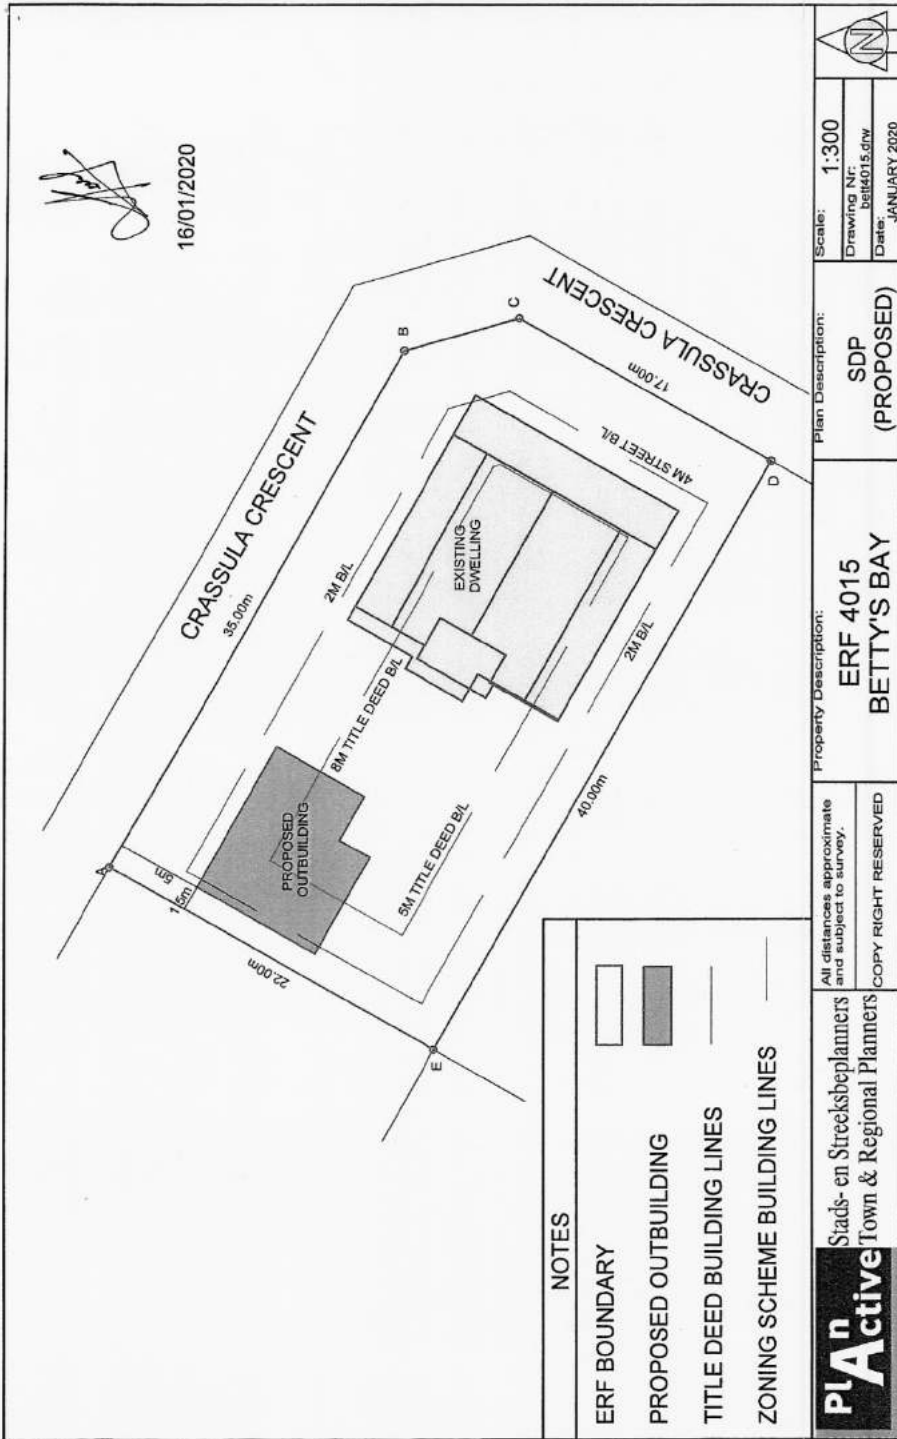 16/01/2020
CRASSULA CRESCENT
CRASSULA CRESCENT
A
B
C
D
E
35.00m
17.00m
40.00m
22.00m
5m
1.5m
2M B/L
4M STREET B/L
2M B/L
8M TITLE DEED B/L
5M TITLE DEED B/L
EXISTING
DWELLING
PROPOSED
OUTBUILDING
NOTES
ERF BOUNDARY
PROPOSED OUTBUILDING
TITLE DEED BUILDING LINES
ZONING SCHEME BUILDING LINES
PLAn
Active
Stads- en Streeksbeplanners
Town & Regional Planners
All distances approximate
and subject to survey.
COPY RIGHT RESERVED
Property Description:
ERF 4015
BETTY'S BAY
Plan Description:
SDP
(PROPOSED)
Scale:
1:300
Drawing Nr:
bett4015.drw
Date:
JANUARY 2020
N